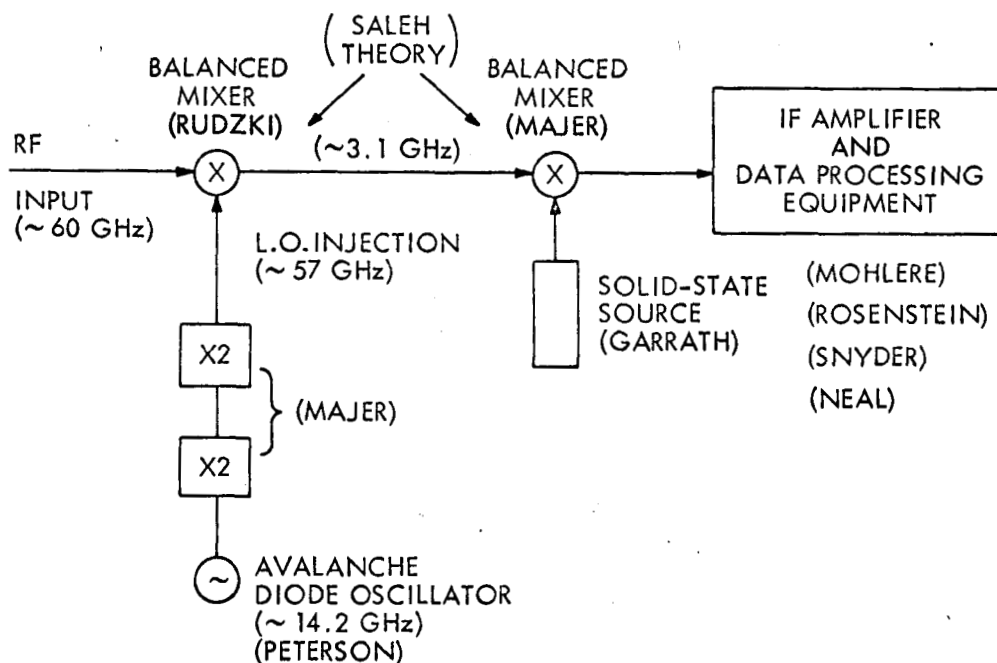 (SALEH
THEORY)
BALANCED
MIXER
(RUDZKI)
BALANCED
MIXER
(MAJER)
RF
INPUT
(~ 60 GHz)
X
(~3.1 GHz)
X
IF AMPLIFIER
AND
DATA PROCESSING
EQUIPMENT
L.O. INJECTION
(~ 57 GHz)
SOLID-STATE
SOURCE
(GARRATH)
(MOHLERE)
(ROSENSTEIN)
(SNYDER)
(NEAL)
X2
(MAJER)
X2
~
AVALANCHE
DIODE OSCILLATOR
(~ 14.2 GHz)
(PETERSON)